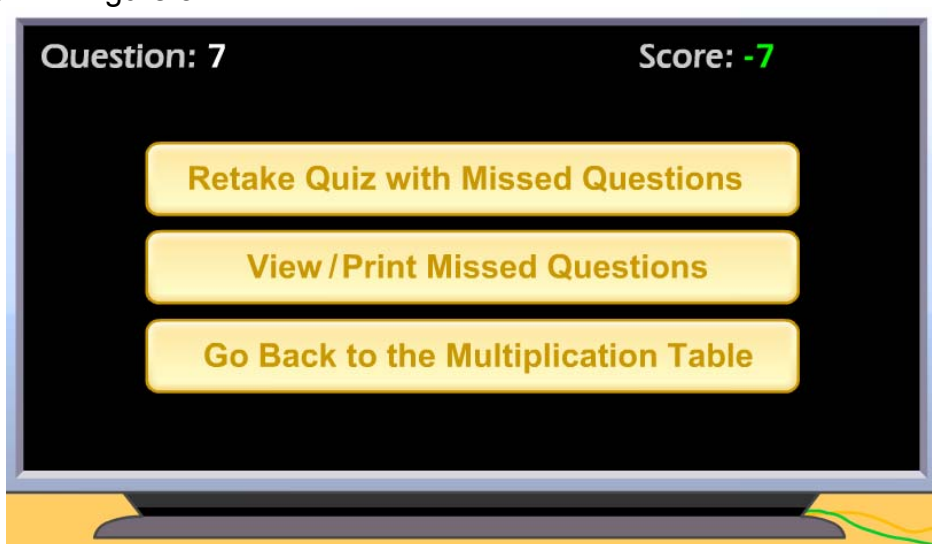 Question: 7 Score: -7
Retake Quiz with Missed Questions
View / Print Missed Questions
Go Back to the Multiplication Table